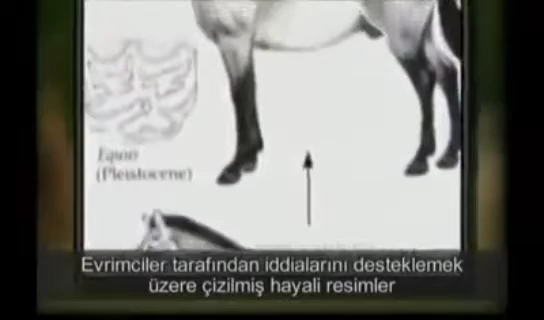 Equus
(Pleistocene)
Evrimciler tarafından iddialarını desteklemek
üzere çizilmiş hayali resimler